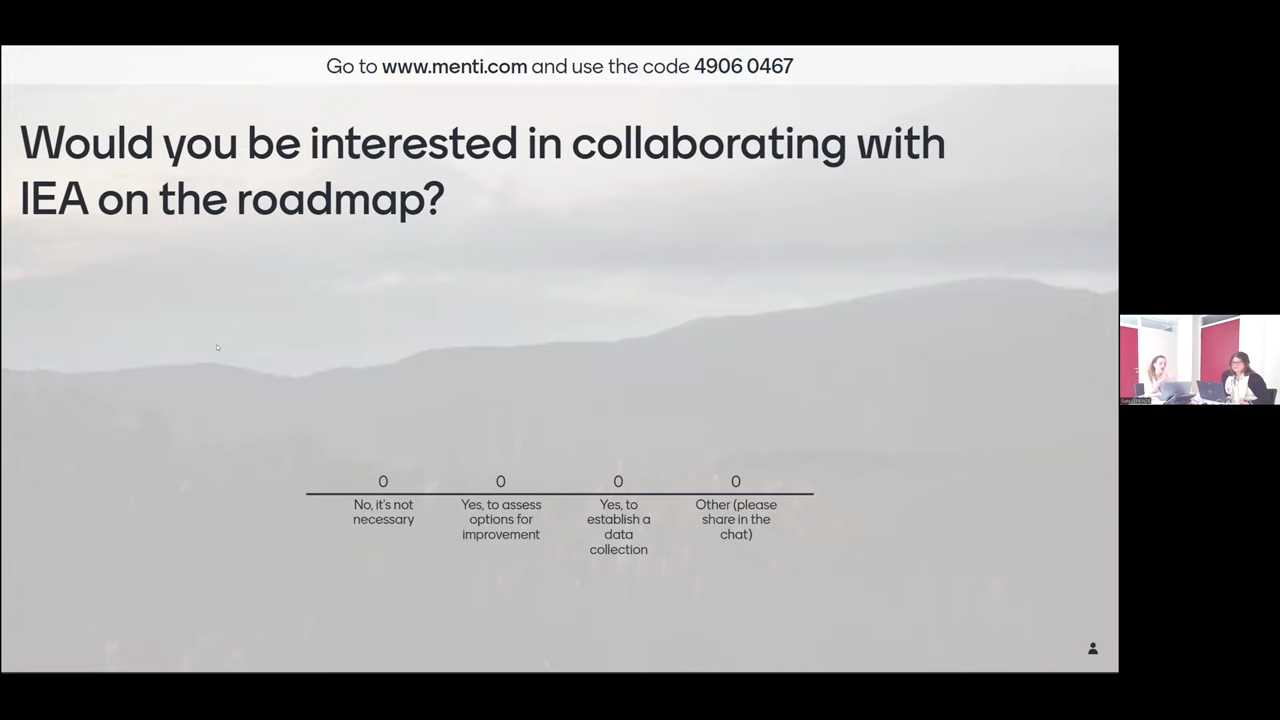 Go to www.menti.com and use the code 4906 0467
Would you be interested in collaborating with
IEA on the roadmap?
0 0 0 0
No, it's not
necessary
Yes, to assess
options for
improvement
Yes, to
establish a
data
collection
Other (please
share in the
chat)